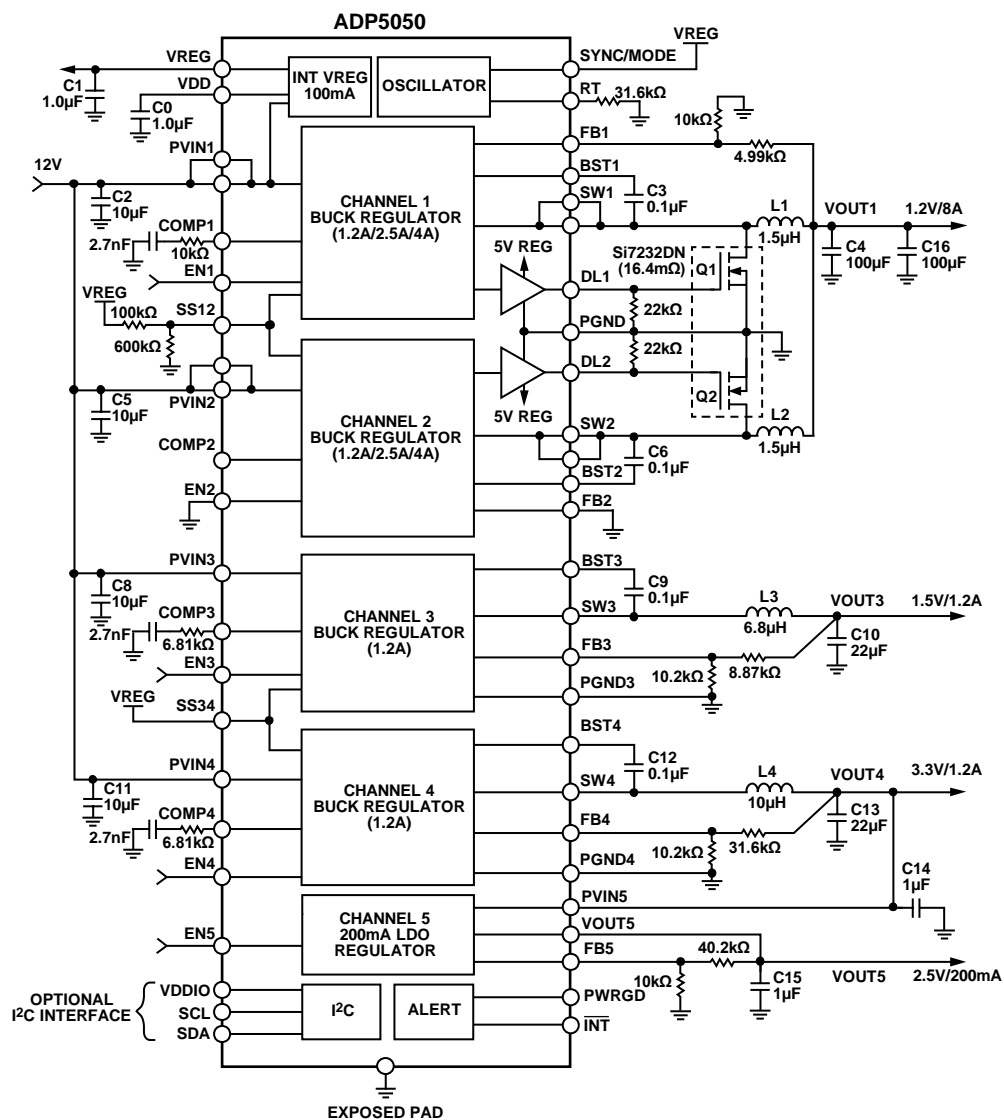 ADP5050
VREG
VDD
C1
1.0µF
C0
1.0µF
INT VREG
100mA
OSCILLATOR
SYNC/MODE
VREG
RT
31.6kΩ
FB1
10kΩ
4.99kΩ
12V
PVIN1
C2
10µF
COMP1
2.7nF
10kΩ
EN1
VREG
100kΩ
SS12
600kΩ
CHANNEL 1
BUCK REGULATOR
(1.2A/2.5A/4A)
BST1
C3
0.1µF
SW1
L1
1.5µH
VOUT1
1.2V/8A
C4
100µF
C16
100µF
5V REG
Si7232DN
(16.4mΩ)
Q1
DL1
22kΩ
PGND
22kΩ
DL2
Q2
5V REG
C5
10µF
PVIN2
COMP2
EN2
CHANNEL 2
BUCK REGULATOR
(1.2A/2.5A/4A)
SW2
L2
1.5µH
C6
0.1µF
BST2
FB2
PVIN3
C8
10µF
COMP3
2.7nF
6.81kΩ
EN3
VREG
SS34
CHANNEL 3
BUCK REGULATOR
(1.2A)
BST3
C9
0.1µF
SW3
L3
6.8µH
VOUT3
1.5V/1.2A
C10
22µF
FB3
10.2kΩ
8.87kΩ
PGND3
PVIN4
C11
10µF
COMP4
2.7nF
6.81kΩ
EN4
CHANNEL 4
BUCK REGULATOR
(1.2A)
BST4
C12
0.1µF
SW4
L4
10µH
VOUT4
3.3V/1.2A
C13
22µF
FB4
10.2kΩ
31.6kΩ
PGND4
C14
1µF
EN5
CHANNEL 5
200mA LDO
REGULATOR
PVIN5
VOUT5
FB5
40.2kΩ
10kΩ
C15
1µF
VOUT5
2.5V/200mA
OPTIONAL
I2C INTERFACE
VDDIO
SCL
SDA
I2C
ALERT
PWRGD
INT
EXPOSED PAD